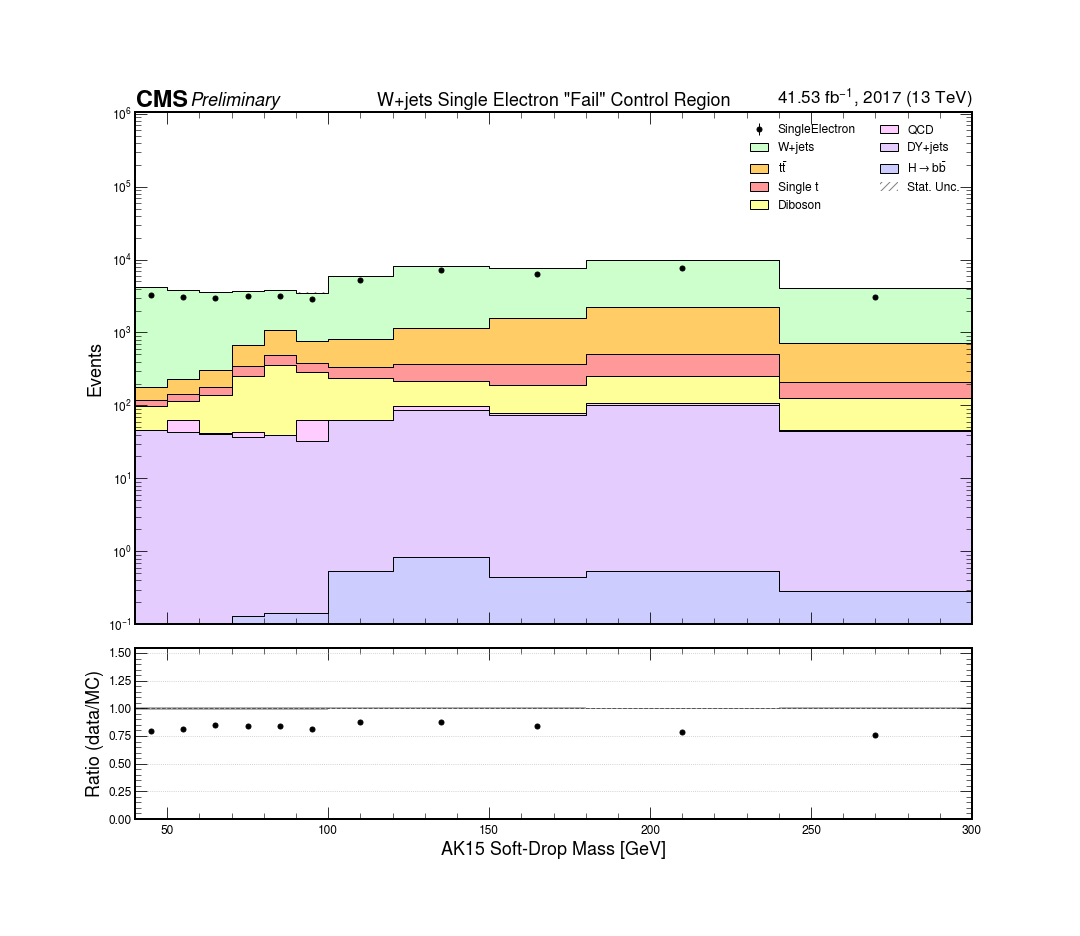 CMS Preliminary W+jets Single Electron "Fail" Control Region 41.53 fb⁻¹, 2017 (13 TeV)
10⁶
10⁵
10⁴
10³
10²
10¹
10⁰
10⁻¹
Events
SingleElectron
W+jets
tt̄
Single t
Diboson
QCD
DY+jets
H→bb̄
Stat. Unc.
1.50
1.25
1.00
0.75
0.50
0.25
0.00
Ratio (data/MC)
50 100 150 200 250 300
AK15 Soft-Drop Mass [GeV]